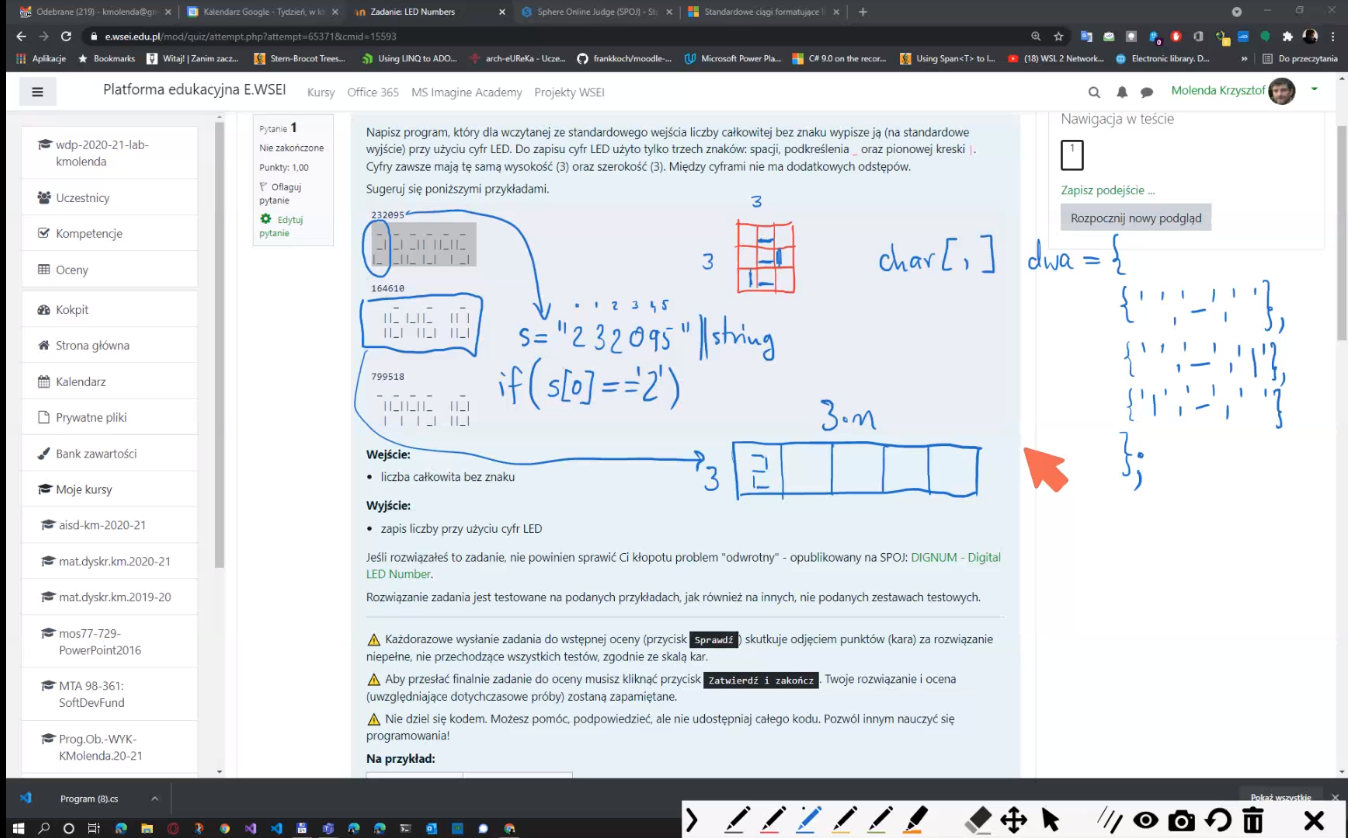 Odebrane (219) - kmolenda@g
Kalendarz Google - Tydzień, w
Zadanie: LED Numbers
Sphere Online Judge (SPOJ) - St
Standardowe ciągi formatujące
e.wsei.edu.pl/mod/quiz/attempt.php?attempt=65371&cmid=15593
Aplikacje
Bookmarks
Witaj! | Zanim zacz...
Stern-Brocot Trees...
Using LINQ to ADO...
arch-eUReKa - Ucze...
frankkoch/moodle-...
Microsoft Power Pla...
C# 9.0 on the recor...
Using Span<T> to l...
(18) WSL 2 Network...
Electronic library. D...
»
Do przeczytania
Platforma edukacyjna E.WSEI
Kursy
Office 365
MS Imagine Academy
Projekty WSEI
Molenda Krzysztof
wdp-2020-21-lab-
kmolenda
Uczestnicy
Kompetencje
Oceny
Kokpit
Strona główna
Kalendarz
Prywatne pliki
Bank zawartości
Moje kursy
aisd-km-2020-21
mat.dyskr.km.2020-21
mat.dyskr.km.2019-20
mos77-729-
PowerPoint2016
MTA 98-361:
SoftDevFund
Prog.Ob.-WYK-
KMolenda.20-21
Pytanie 1
Nie zakończone
Punkty: 1,00
Oflaguj
pytanie
Edytuj
pytanie
Napisz program, który dla wczytanej ze standardowego wejścia liczby całkowitej bez znaku wypisze ją (na standardowe
wyjście) przy użyciu cyfr LED. Do zapisu cyfr LED użyto tylko trzech znaków: spacji, podkreślenia _ oraz pionowej kreski |.
Cyfry zawsze mają tę samą wysokość (3) oraz szerokość (3). Między cyframi nie ma dodatkowych odstępów.
Sugeruj się poniższymi przykładami.
232095
164610
799518
3
3
char[,] dwa = {
{' ','_',' '},
{' ','_','|'},
{'|','_',' '}
};
0 1 2 3 4 5
s="232095" ||string
if( s[0]=='2')
3·n
3
2
Wejście:
• liczba całkowita bez znaku
Wyjście:
• zapis liczby przy użyciu cyfr LED
Jeśli rozwiązałeś to zadanie, nie powinien sprawić Ci kłopotu problem "odwrotny" - opublikowany na SPOJ: DIGNUM - Digital
LED Number.
Rozwiązanie zadania jest testowane na podanych przykładach, jak również na innych, nie podanych zestawach testowych.
Każdorazowe wysłanie zadania do wstępnej oceny (przycisk Sprawdź) skutkuje odjęciem punktów (kara) za rozwiązanie
niepełne, nie przechodzące wszystkich testów, zgodnie ze skalą kar.
Aby przesłać finalnie zadanie do oceny musisz kliknąć przycisk Zatwierdź i zakończ. Twoje rozwiązanie i ocena
(uwzględniające dotychczasowe próby) zostaną zapamiętane.
Nie dziel się kodem. Możesz pomóc, podpowiedzieć, ale nie udostępniaj całego kodu. Pozwól innym nauczyć się
programowania!
Na przykład:
Nawigacja w teście
1
Zapisz podejście ...
Rozpocznij nowy podgląd
Program (8).cs
Pokaż wszystkie